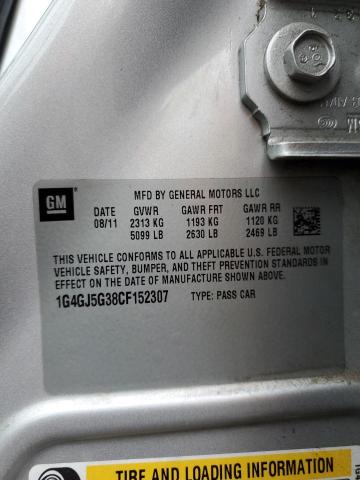 GM
MFD BY GENERAL MOTORS LLC
DATE GVWR GAWR FRT GAWR RR
08/11 2313 KG 1193 KG 1120 KG
5099 LB 2630 LB 2469 LB
THIS VEHICLE CONFORMS TO ALL APPLICABLE U.S. FEDERAL MOTOR
VEHICLE SAFETY, BUMPER, AND THEFT PREVENTION STANDARDS
IN EFFECT ON THE DATE OF MANUFACTURE SHOWN ABOVE.
1G4GJ5G38CF152307 TYPE: PASS CAR
TIRE AND LOADING INFORMATION